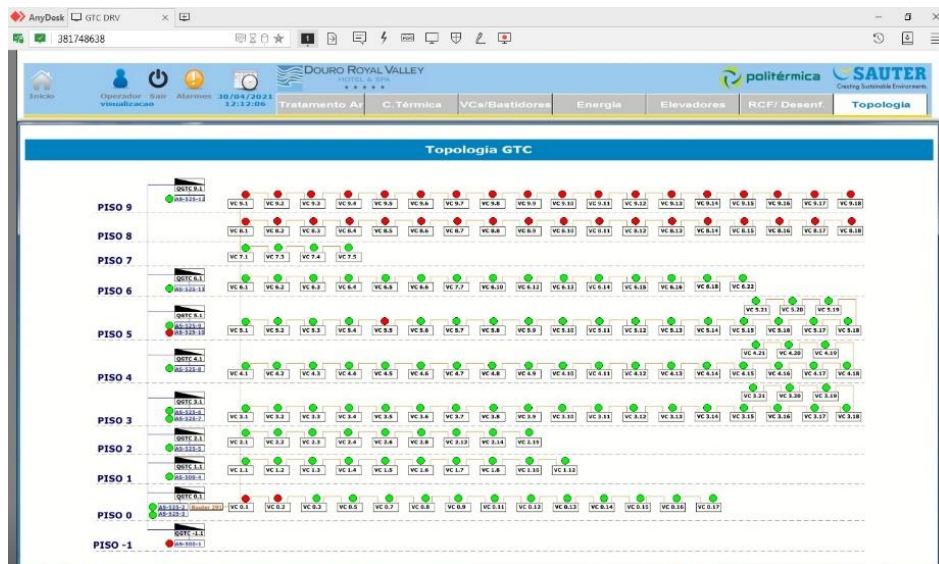 AnyDesk GTC DRV
381748638
DOURO ROYAL VALLEY
HOTEL & SPA
politérmica SAUTER
Creating Sustainable Environments
Início Operador Sair Alarmes 30/04/2021
visualizacao 12:12:06
Tratamento Ar C.Térmica VCs/Bastidores Energia Elevadores RCF/ Desenf. Topologia
Topologia GTC
QGTC 9.1
PISO 9
VC 9.1 VC 9.2 VC 9.3 VC 9.4 VC 9.5 VC 9.6 VC 9.7 VC 9.8 VC 9.9 VC 9.10 VC 9.11 VC 9.12 VC 9.13 VC 9.14 VC 9.15 VC 9.16 VC 9.17 VC 9.18
PISO 8
VC 8.1 VC 8.2 VC 8.3 VC 8.4 VC 8.5 VC 8.6 VC 8.7 VC 8.8 VC 8.9 VC 8.10 VC 8.11 VC 8.12 VC 8.13 VC 8.14 VC 8.15 VC 8.16 VC 8.17 VC 8.18
PISO 7
VC 7.1 VC 7.3 VC 7.4 VC 7.5
QGTC 6.1
PISO 6
VC 6.1 VC 6.2 VC 6.3 VC 6.4 VC 6.5 VC 6.6 VC 7.7 VC 6.10 VC 6.12 VC 6.13 VC 6.14 VC 6.15 VC 6.16 VC 6.18 VC 6.22
VC 5.21 VC 5.20 VC 5.19
PISO 5
AS-525-9
AS-525-10
VC 5.1 VC 5.2 VC 5.3 VC 5.4 VC 5.5 VC 5.6 VC 5.7 VC 5.8 VC 5.9 VC 5.10 VC 5.11 VC 5.12 VC 5.13 VC 5.14 VC 5.15 VC 5.16 VC 5.17 VC 5.18
QGTC 4.1
VC 4.21 VC 4.20 VC 4.19
PISO 4
AS-525-8
VC 4.1 VC 4.2 VC 4.3 VC 4.4 VC 4.5 VC 4.6 VC 4.7 VC 4.8 VC 4.9 VC 4.10 VC 4.11 VC 4.12 VC 4.13 VC 4.14 VC 4.15 VC 4.16 VC 4.17 VC 4.18
QGTC 3.1
VC 3.21 VC 3.20 VC 3.19
PISO 3
AS-525-6
AS-525-7
VC 3.1 VC 3.2 VC 3.3 VC 3.4 VC 3.5 VC 3.6 VC 3.7 VC 3.8 VC 3.9 VC 3.10 VC 3.11 VC 3.12 VC 3.13 VC 3.14 VC 3.15 VC 3.16 VC 3.17 VC 3.18
QGTC 2.1
PISO 2
AS-525-5
VC 2.1 VC 2.2 VC 2.3 VC 2.4 VC 2.6 VC 2.8 VC 2.12 VC 2.14 VC 2.15
QGTC 1.1
PISO 1
VC 1.1 VC 1.2 VC 1.3 VC 1.4 VC 1.5 VC 1.6 VC 1.7 VC 1.8 VC 1.10 VC 1.12
QGTC 0.1
PISO 0
AS-525-2
AS-525-3
VC 0.1 VC 0.2 VC 0.3 VC 0.5 VC 0.7 VC 0.8 VC 0.9 VC 0.11 VC 0.12 VC 0.13 VC 0.14 VC 0.15 VC 0.16 VC 0.17
QGTC -1.1
PISO -1